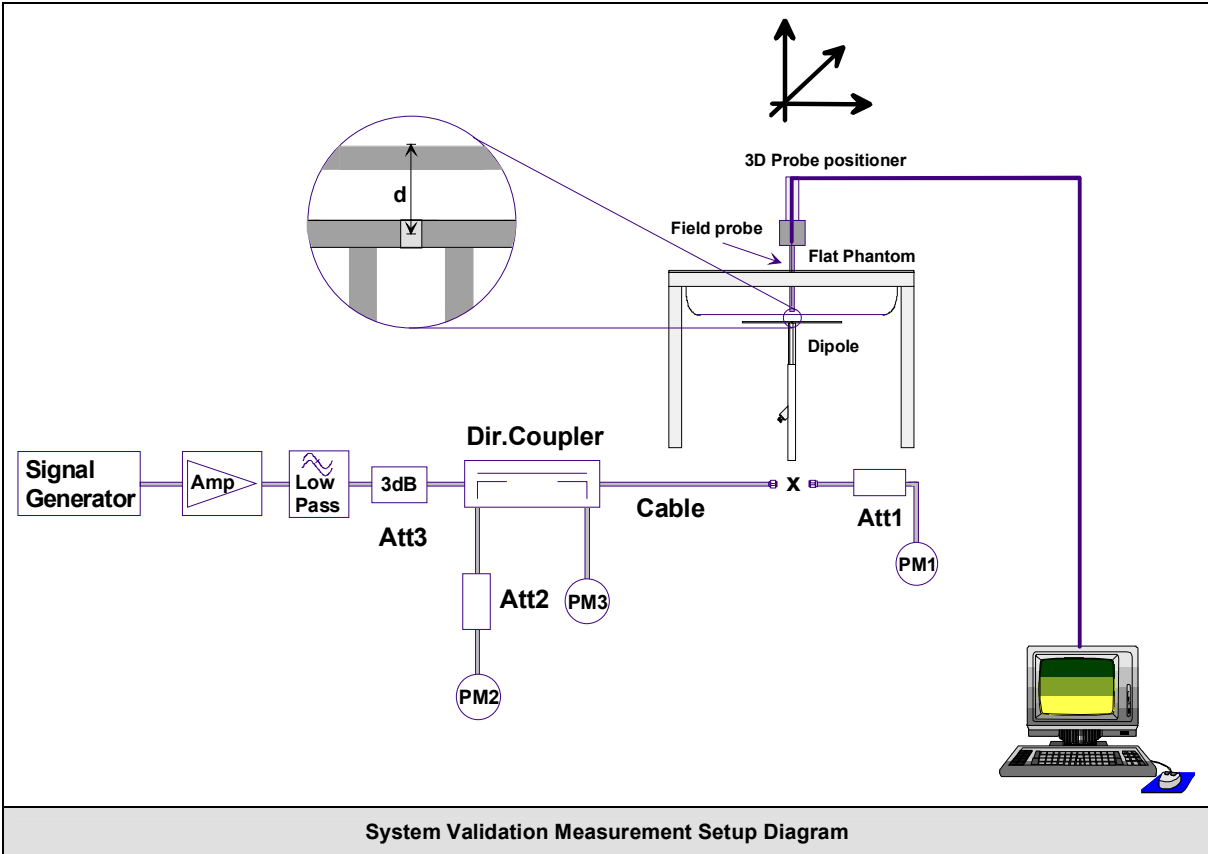 3D Probe positioner
d
Field probe
Flat Phantom
Dipole
Dir.Coupler
Signal
Generator
Amp
Low
Pass
3dB
Att3
Cable
x
Att1
PM1
Att2
PM3
PM2
System Validation Measurement Setup Diagram